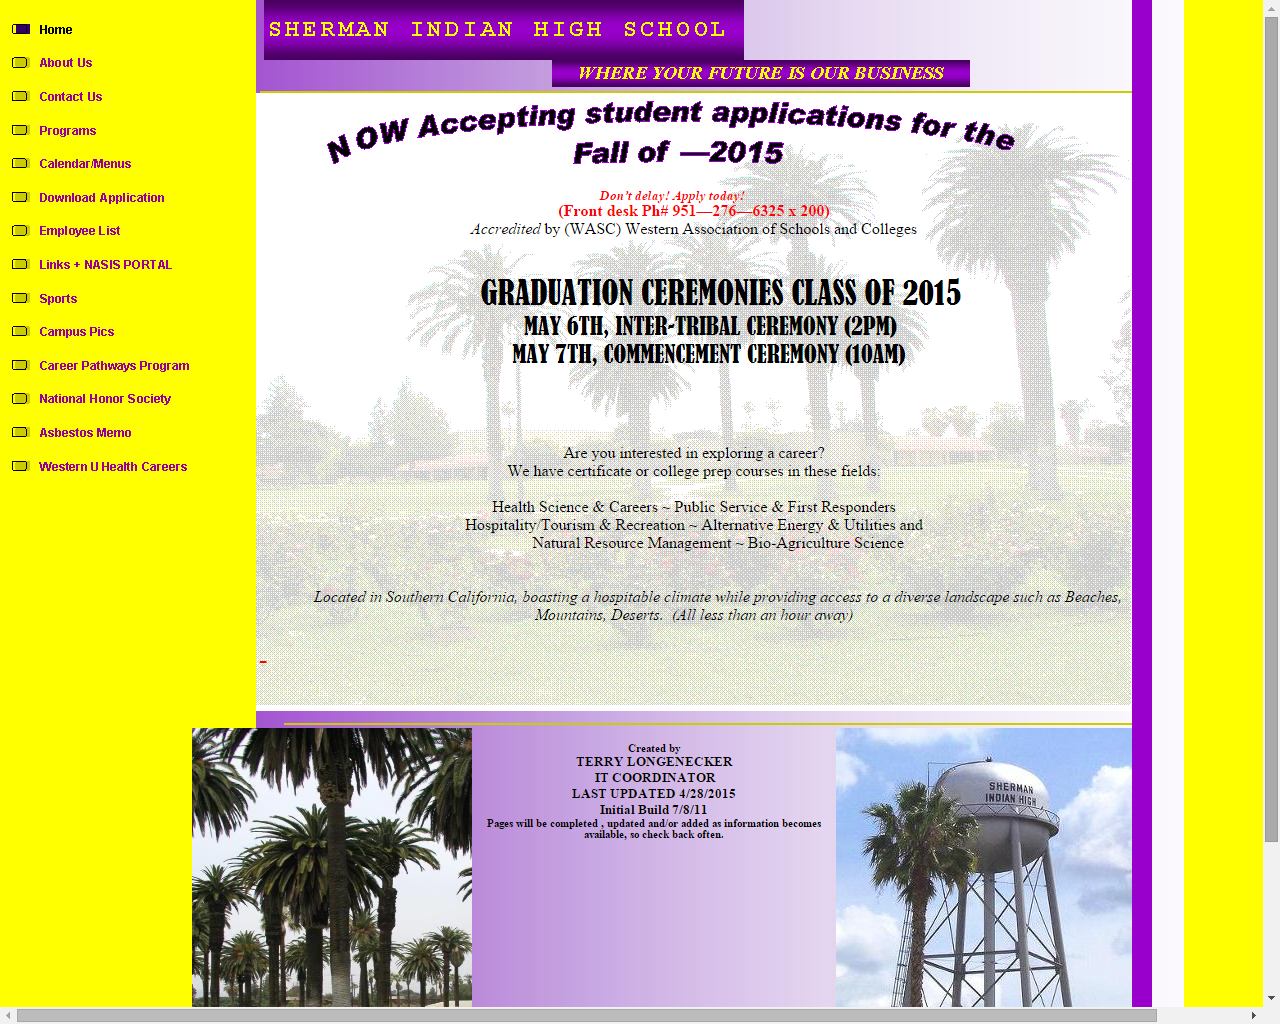 Home
About Us
Contact Us
Programs
Calendar/Menus
Download Application
Employee List
Links + NASIS PORTAL
Sports
Campus Pics
Career Pathways Program
National Honor Society
Asbestos Memo
Western U Health Careers
SHERMAN INDIAN HIGH SCHOOL
WHERE YOUR FUTURE IS OUR BUSINESS
NOW Accepting student applications for the
Fall of —2015
Don't delay! Apply today!
(Front desk Ph# 951—276—6325 x 200)
Accredited by (WASC) Western Association of Schools and Colleges
GRADUATION CEREMONIES CLASS OF 2015
MAY 6TH, INTER-TRIBAL CEREMONY (2PM)
MAY 7TH, COMMENCEMENT CEREMONY (10AM)
Are you interested in exploring a career?
We have certificate or college prep courses in these fields:
Health Science & Careers ~ Public Service & First Responders
Hospitality/Tourism & Recreation ~ Alternative Energy & Utilities and
Natural Resource Management ~ Bio-Agriculture Science
Located in Southern California, boasting a hospitable climate while providing access to a diverse landscape such as Beaches,
Mountains, Deserts.  (All less than an hour away)
Created by
TERRY LONGENECKER
IT COORDINATOR
LAST UPDATED 4/28/2015
Initial Build 7/8/11
Pages will be completed , updated and/or added as information becomes
available, so check back often.
SHERMAN
INDIAN HIGH